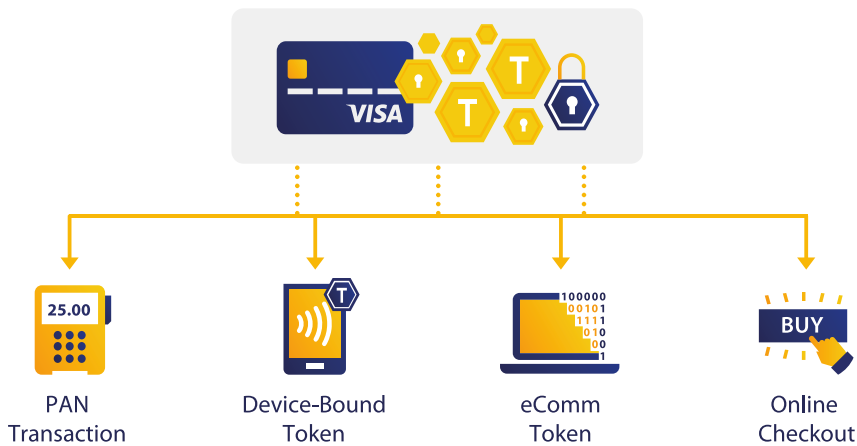 VISA
T
T
25.00
T
100000
00101
1111
010
00
1
BUY
PAN
Transaction
Device-Bound
Token
eComm
Token
Online
Checkout